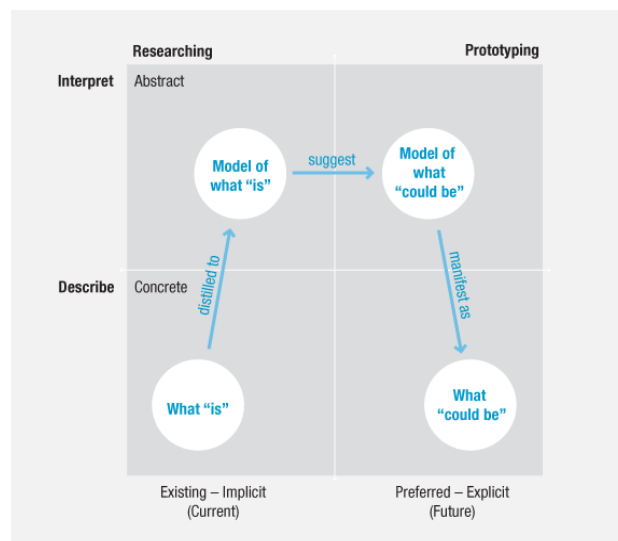 Researching
Prototyping
Interpret
Abstract
Model of
what “is”
suggest
Model of
what
“could be”
distilled to
manifest as
Describe
Concrete
What “is”
What
“could be”
Existing – Implicit
(Current)
Preferred – Explicit
(Future)